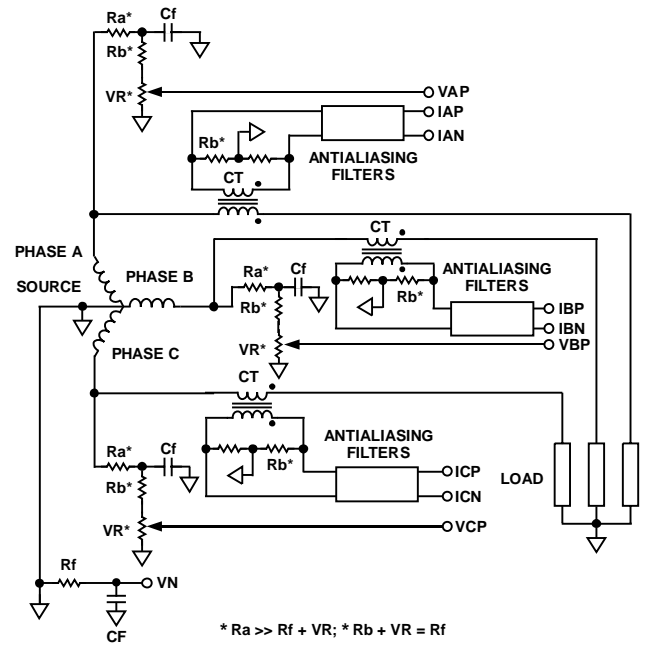 Ra*
Cf
Rb*
VR*
VAP
IAP
IAN
Rb*
ANTIALIASING
FILTERS
CT
CT
PHASE A
SOURCE
PHASE B
PHASE C
Ra*
Cf
Rb*
VR*
ANTIALIASING
FILTERS
Rb*
IBP
IBN
VBP
CT
Ra*
Cf
Rb*
VR*
Rb*
ANTIALIASING
FILTERS
ICP
ICN
VCP
LOAD
Rf
VN
CF
* Ra >> Rf + VR; * Rb + VR = Rf